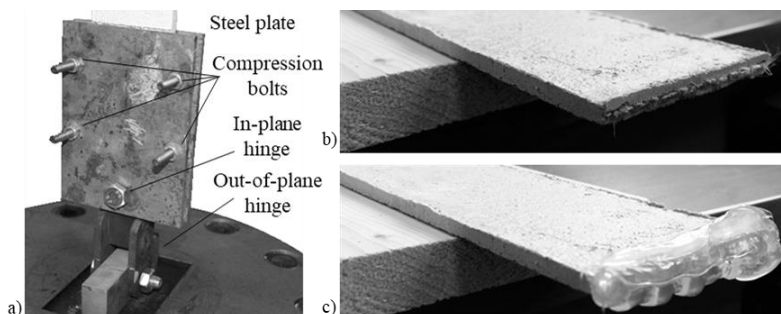 Steel plate
Compression
bolts
In-plane
hinge
Out-of-plane
hinge
a)
b)
c)